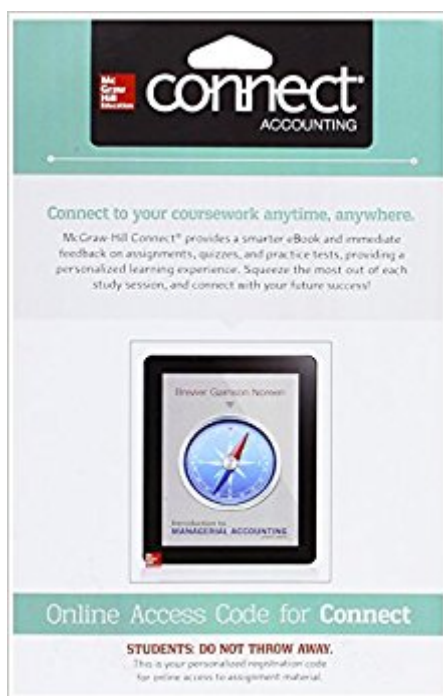 Mc
Graw
Hill
Education
connect®
ACCOUNTING
Connect to your coursework anytime, anywhere.
McGraw-Hill Connect® provides a smarter eBook and immediate
feedback on assignments, quizzes, and practice tests, providing a
personalized learning experience. Squeeze the most out of each
study session, and connect with your future success!
Brewer Garrison Noreen
Introduction to
MANAGERIAL ACCOUNTING
Online Access Code for Connect
STUDENTS: DO NOT THROW AWAY.
This is your personalized registration code
for online access to assignment material.